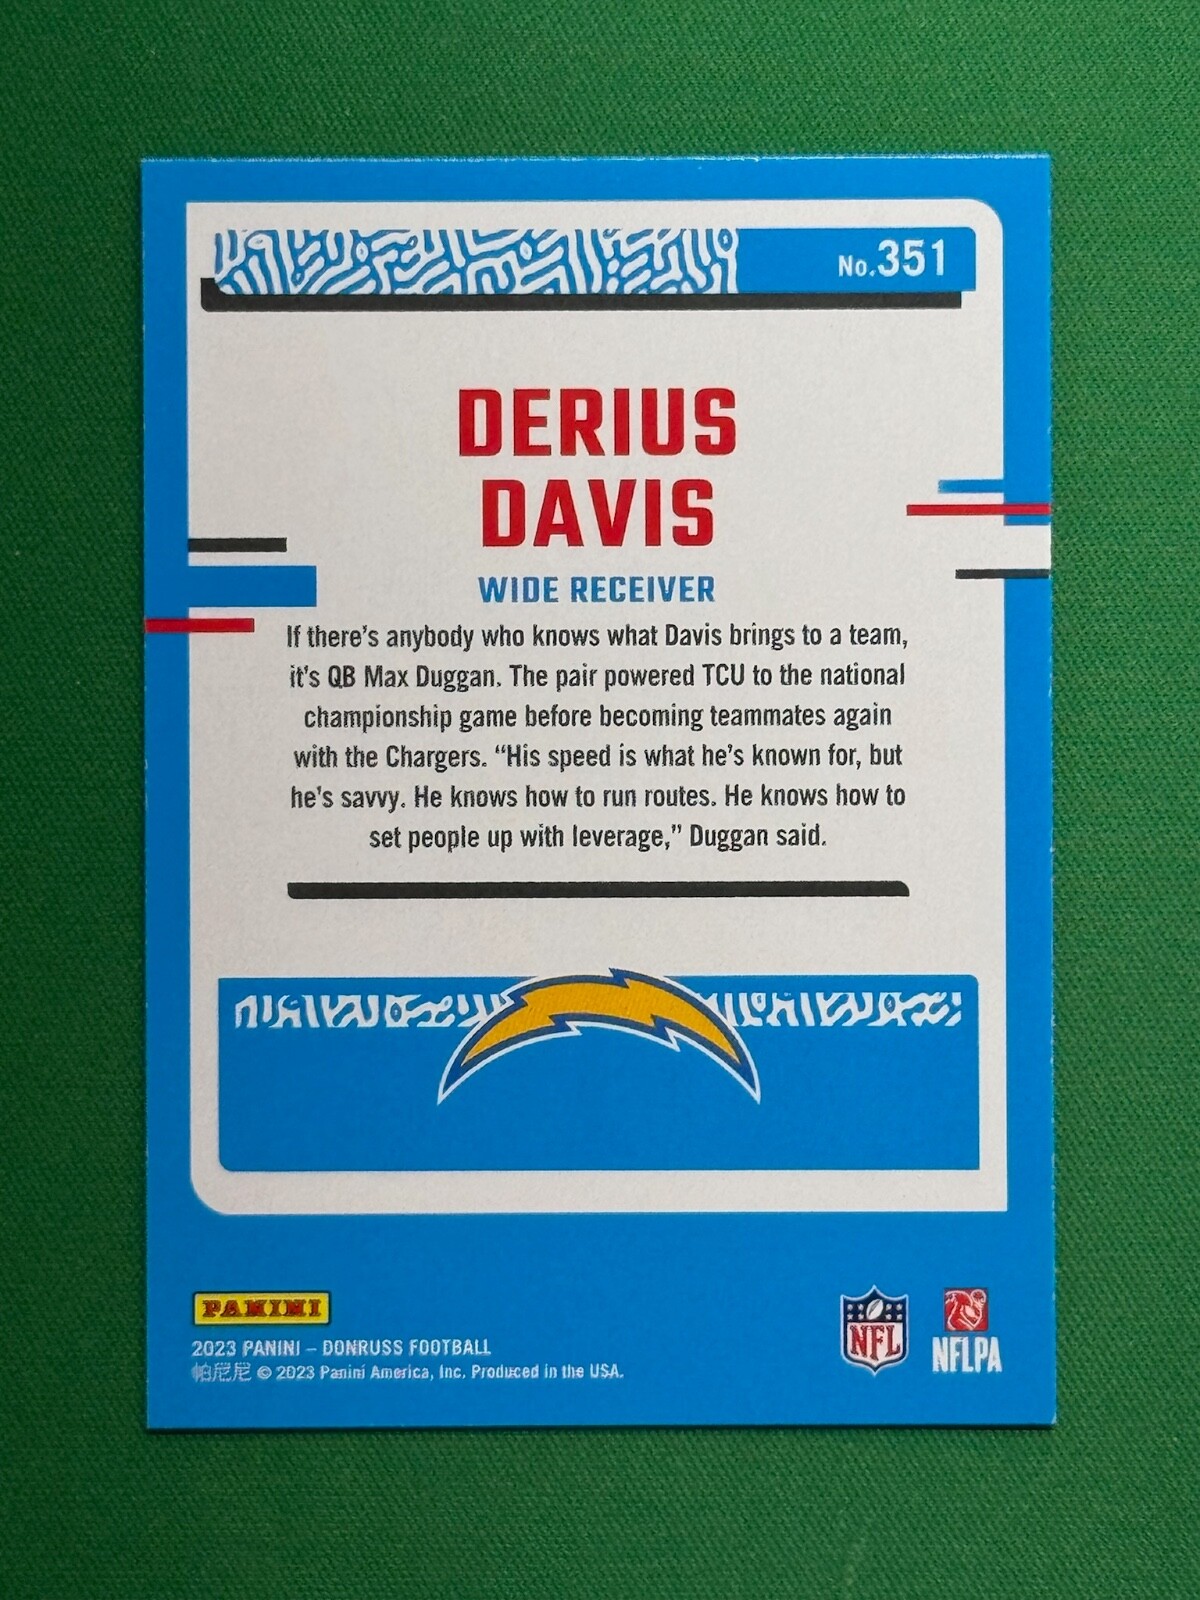 No.351
DERIUS
DAVIS
WIDE RECEIVER
If there's anybody who knows what Davis brings to a team,
it's QB Max Duggan. The pair powered TCU to the national
championship game before becoming teammates again
with the Chargers. “His speed is what he's known for, but
he's savvy. He knows how to run routes. He knows how to
set people up with leverage,” Duggan said.
PANINI
2023 PANINI – DONRUSS FOOTBALL
帕尼尼 © 2023 Panini America, Inc. Produced in the USA.
NFL
NFLPA